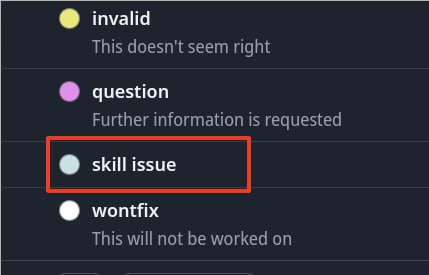 invalid
This doesn't seem right
question
Further information is requested
skill issue
wontfix
This will not be worked on